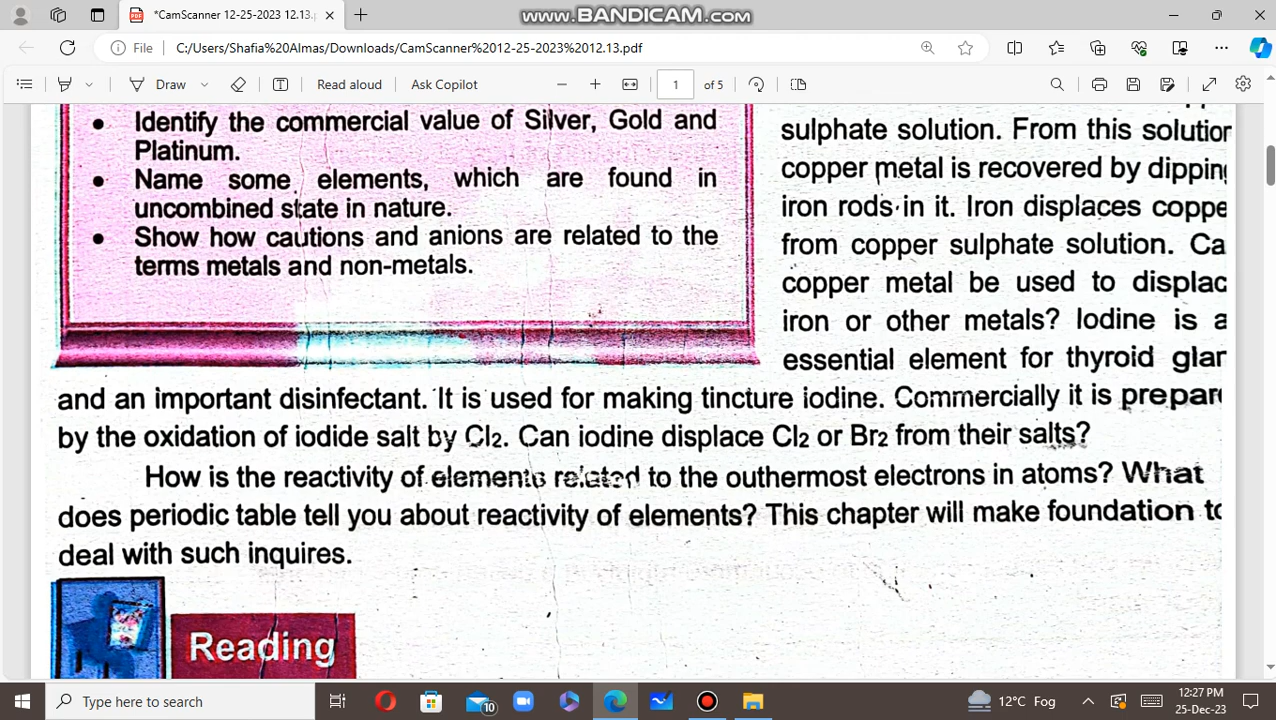 www.BANDICAM.com
*CamScanner 12-25-2023 12.13.p
File C:/Users/Shafia%20Almas/Downloads/CamScanner%2012-25-2023%2012.13.pdf
Draw Read aloud Ask Copilot 1 of 5
Identify the commercial value of Silver, Gold and
Platinum.
Name some elements, which are found in
uncombined state in nature.
Show how cautions and anions are related to the
terms metals and non-metals.
sulphate solution. From this solution
copper metal is recovered by dipping
iron rods in it. Iron displaces coppe
from copper sulphate solution. Ca
copper metal be used to displac
iron or other metals? Iodine is a
essential element for thyroid glan
and an important disinfectant. It is used for making tincture iodine. Commercially it is prepare
by the oxidation of iodide salt by Cl2. Can iodine displace Cl2 or Br2 from their salts?
How is the reactivity of elements related to the outhermost electrons in atoms? What
does periodic table tell you about reactivity of elements? This chapter will make foundation to
deal with such inquires.
Reading
Type here to search 10 12°C Fog 12:27 PM
25-Dec-23